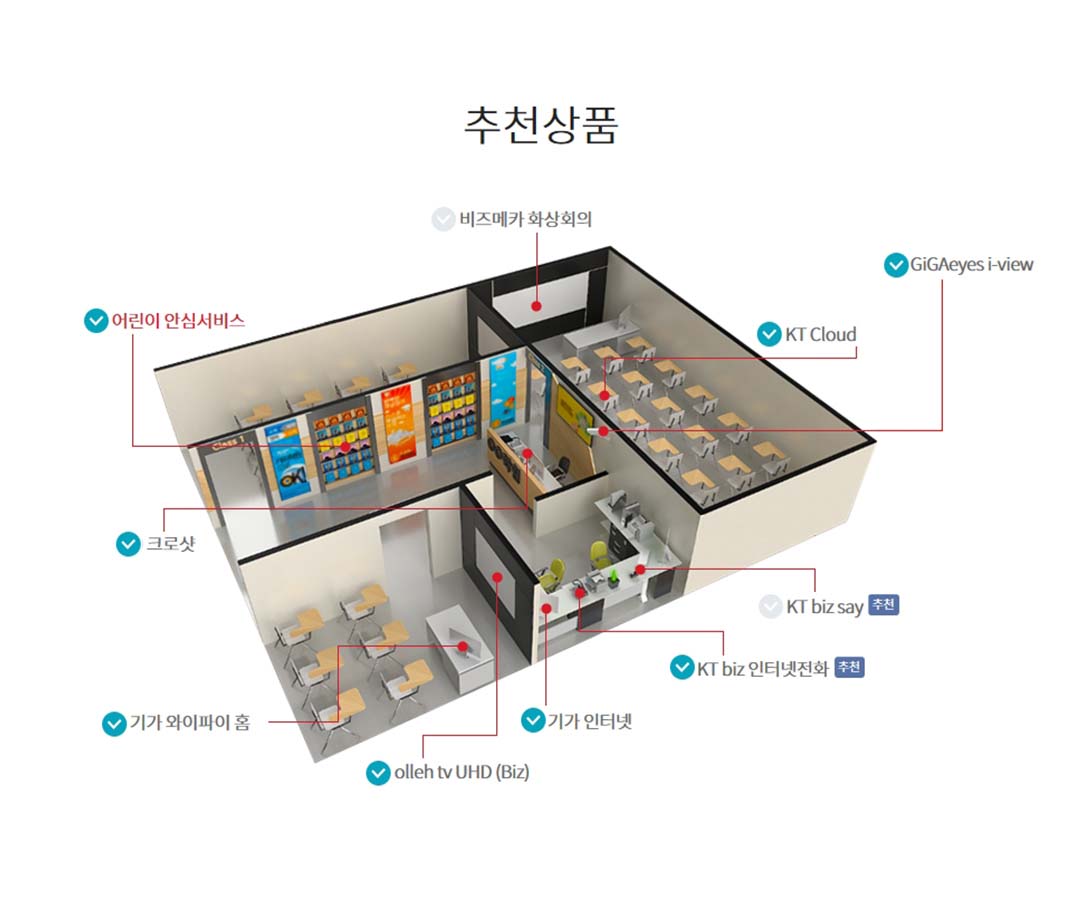 추천상품
비즈메카 화상회의
GiGAeyes i-view
어린이 안심서비스
KT Cloud
Class 1
크로샷
KT biz say 추천
KT biz 인터넷전화 추천
기가 와이파이 홈
기가 인터넷
olleh tv UHD (Biz)